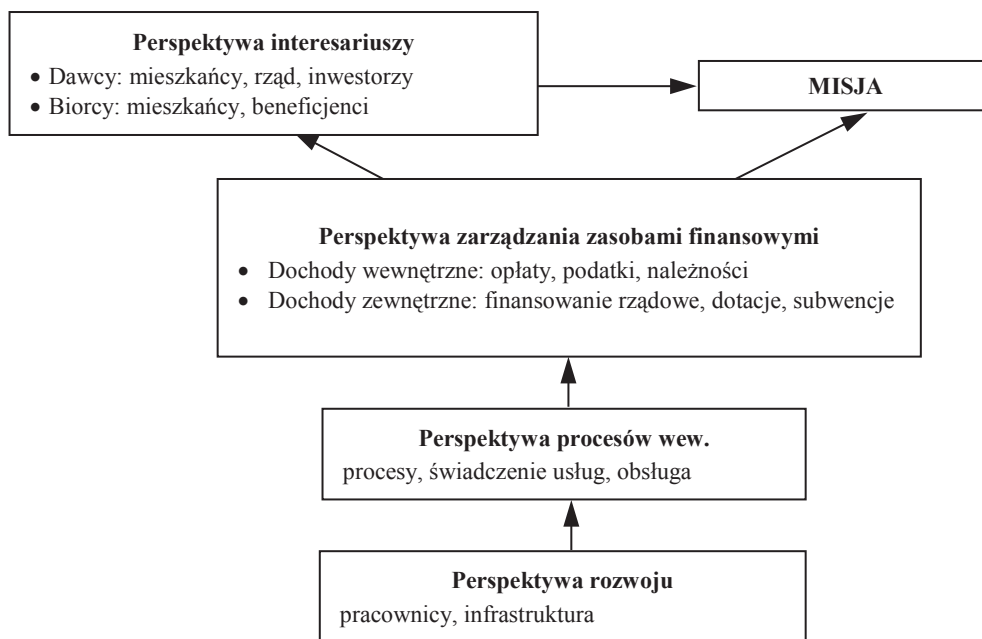 Perspektywa interesariuszy
• Dawcy: mieszkańcy, rząd, inwestorzy
• Biorcy: mieszkańcy, beneficjenci
MISJA
Perspektywa zarządzania zasobami finansowymi
• Dochody wewnętrzne: opłaty, podatki, należności
• Dochody zewnętrzne: finansowanie rządowe, dotacje, subwencje
Perspektywa procesów wew.
procesy, świadczenie usług, obsługa
Perspektywa rozwoju
pracownicy, infrastruktura